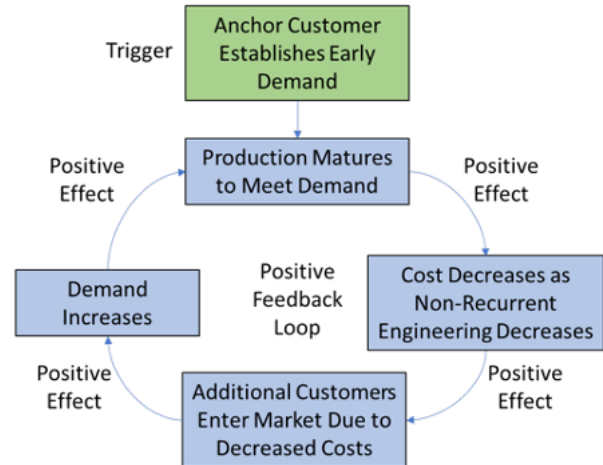 Trigger
Anchor Customer
Establishes Early
Demand
Positive
Effect
Production Matures
to Meet Demand
Positive
Effect
Demand
Increases
Positive
Feedback
Loop
Cost Decreases as
Non-Recurrent
Engineering Decreases
Positive
Effect
Additional Customers
Enter Market Due to
Decreased Costs
Positive
Effect